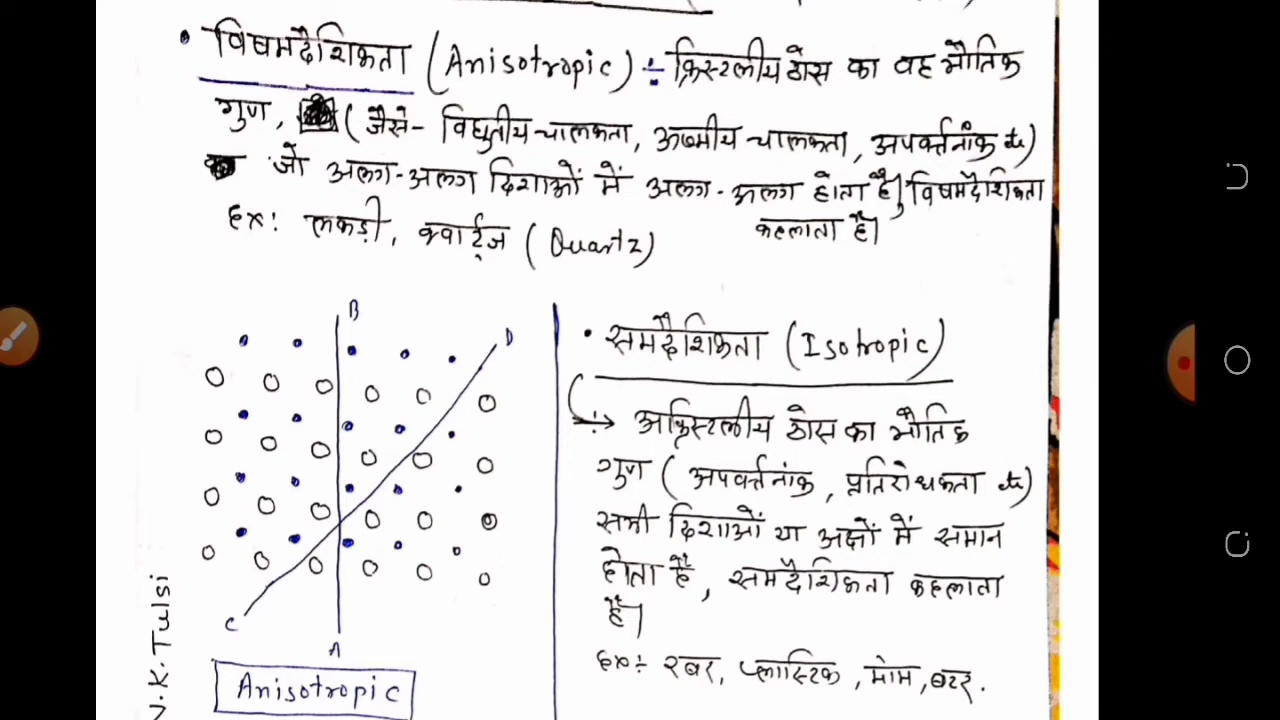 • विषमदैशिकता (Anisotropic) ÷ क्रिस्टलीय ठोस का वह भौतिक
गुण, (जैसे- विद्युतीय चालकता, ऊष्मीय चालकता, अपवर्त्तनांक etc)
जो अलग-अलग दिशाओं में अलग-अलग होता है, विषमदैशिकता
कहलाता है।
Ex: लकड़ी, क्वार्ट्ज (Quartz)
B
D
C
A
Anisotropic
N.K.Tulsi
• समदैशिकता (Isotropic)
अक्रिस्टलीय ठोस का भौतिक
गुण (अपवर्त्तनांक, प्रतिरोधकता etc)
सभी दिशाओं या अक्षों में समान
होता है, समदैशिकता कहलाता
है।
Ex÷ रबर, प्लास्टिक, मोम, बटर.